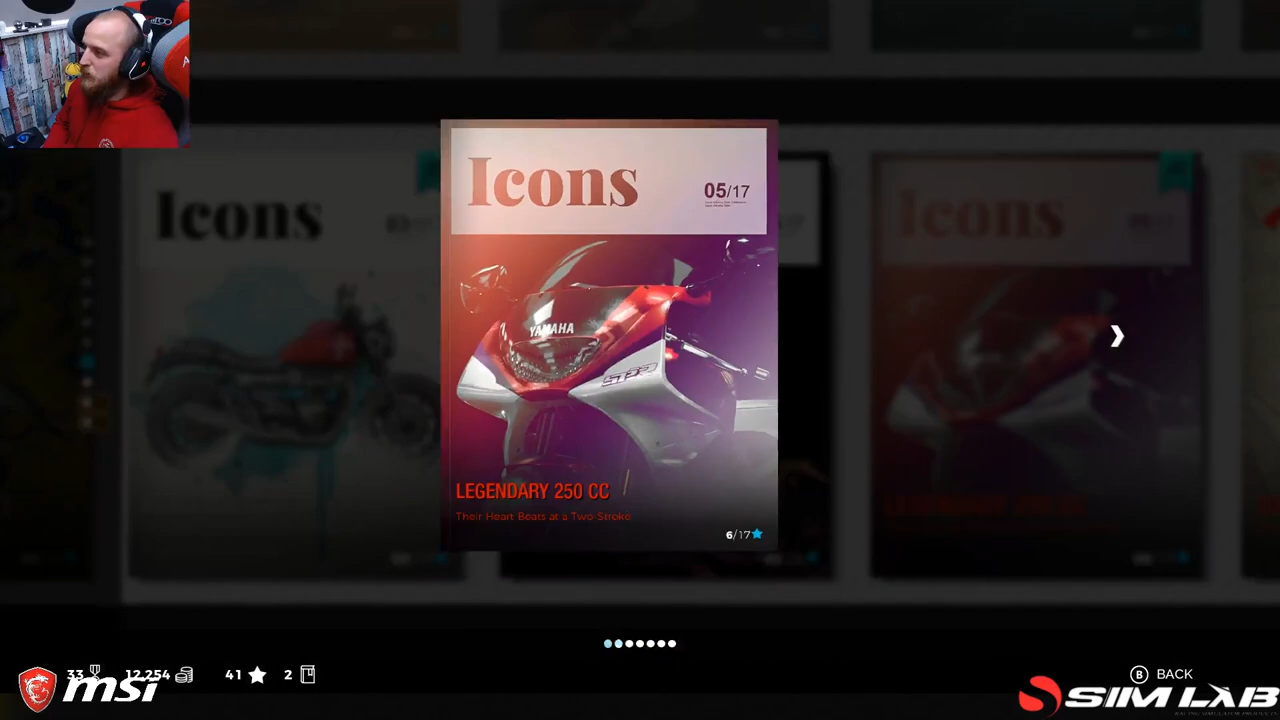 Icons
Icons
05/17
Icons
YAMAHA
LEGENDARY 250 CC
Their Heart Beats at a Two-Stroke
6/17
33
12,254
41
2
B BACK
msi
SIM LAB